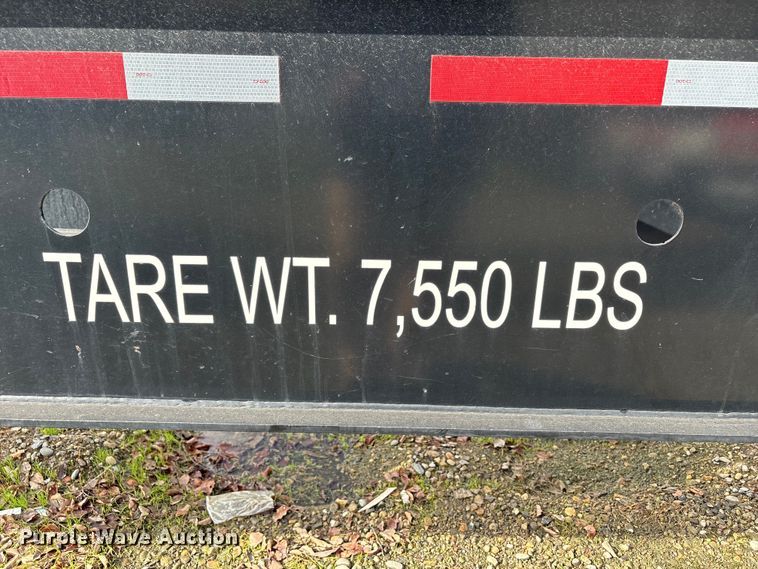 TARE WT. 7,550 LBS
Purple Wave Auction